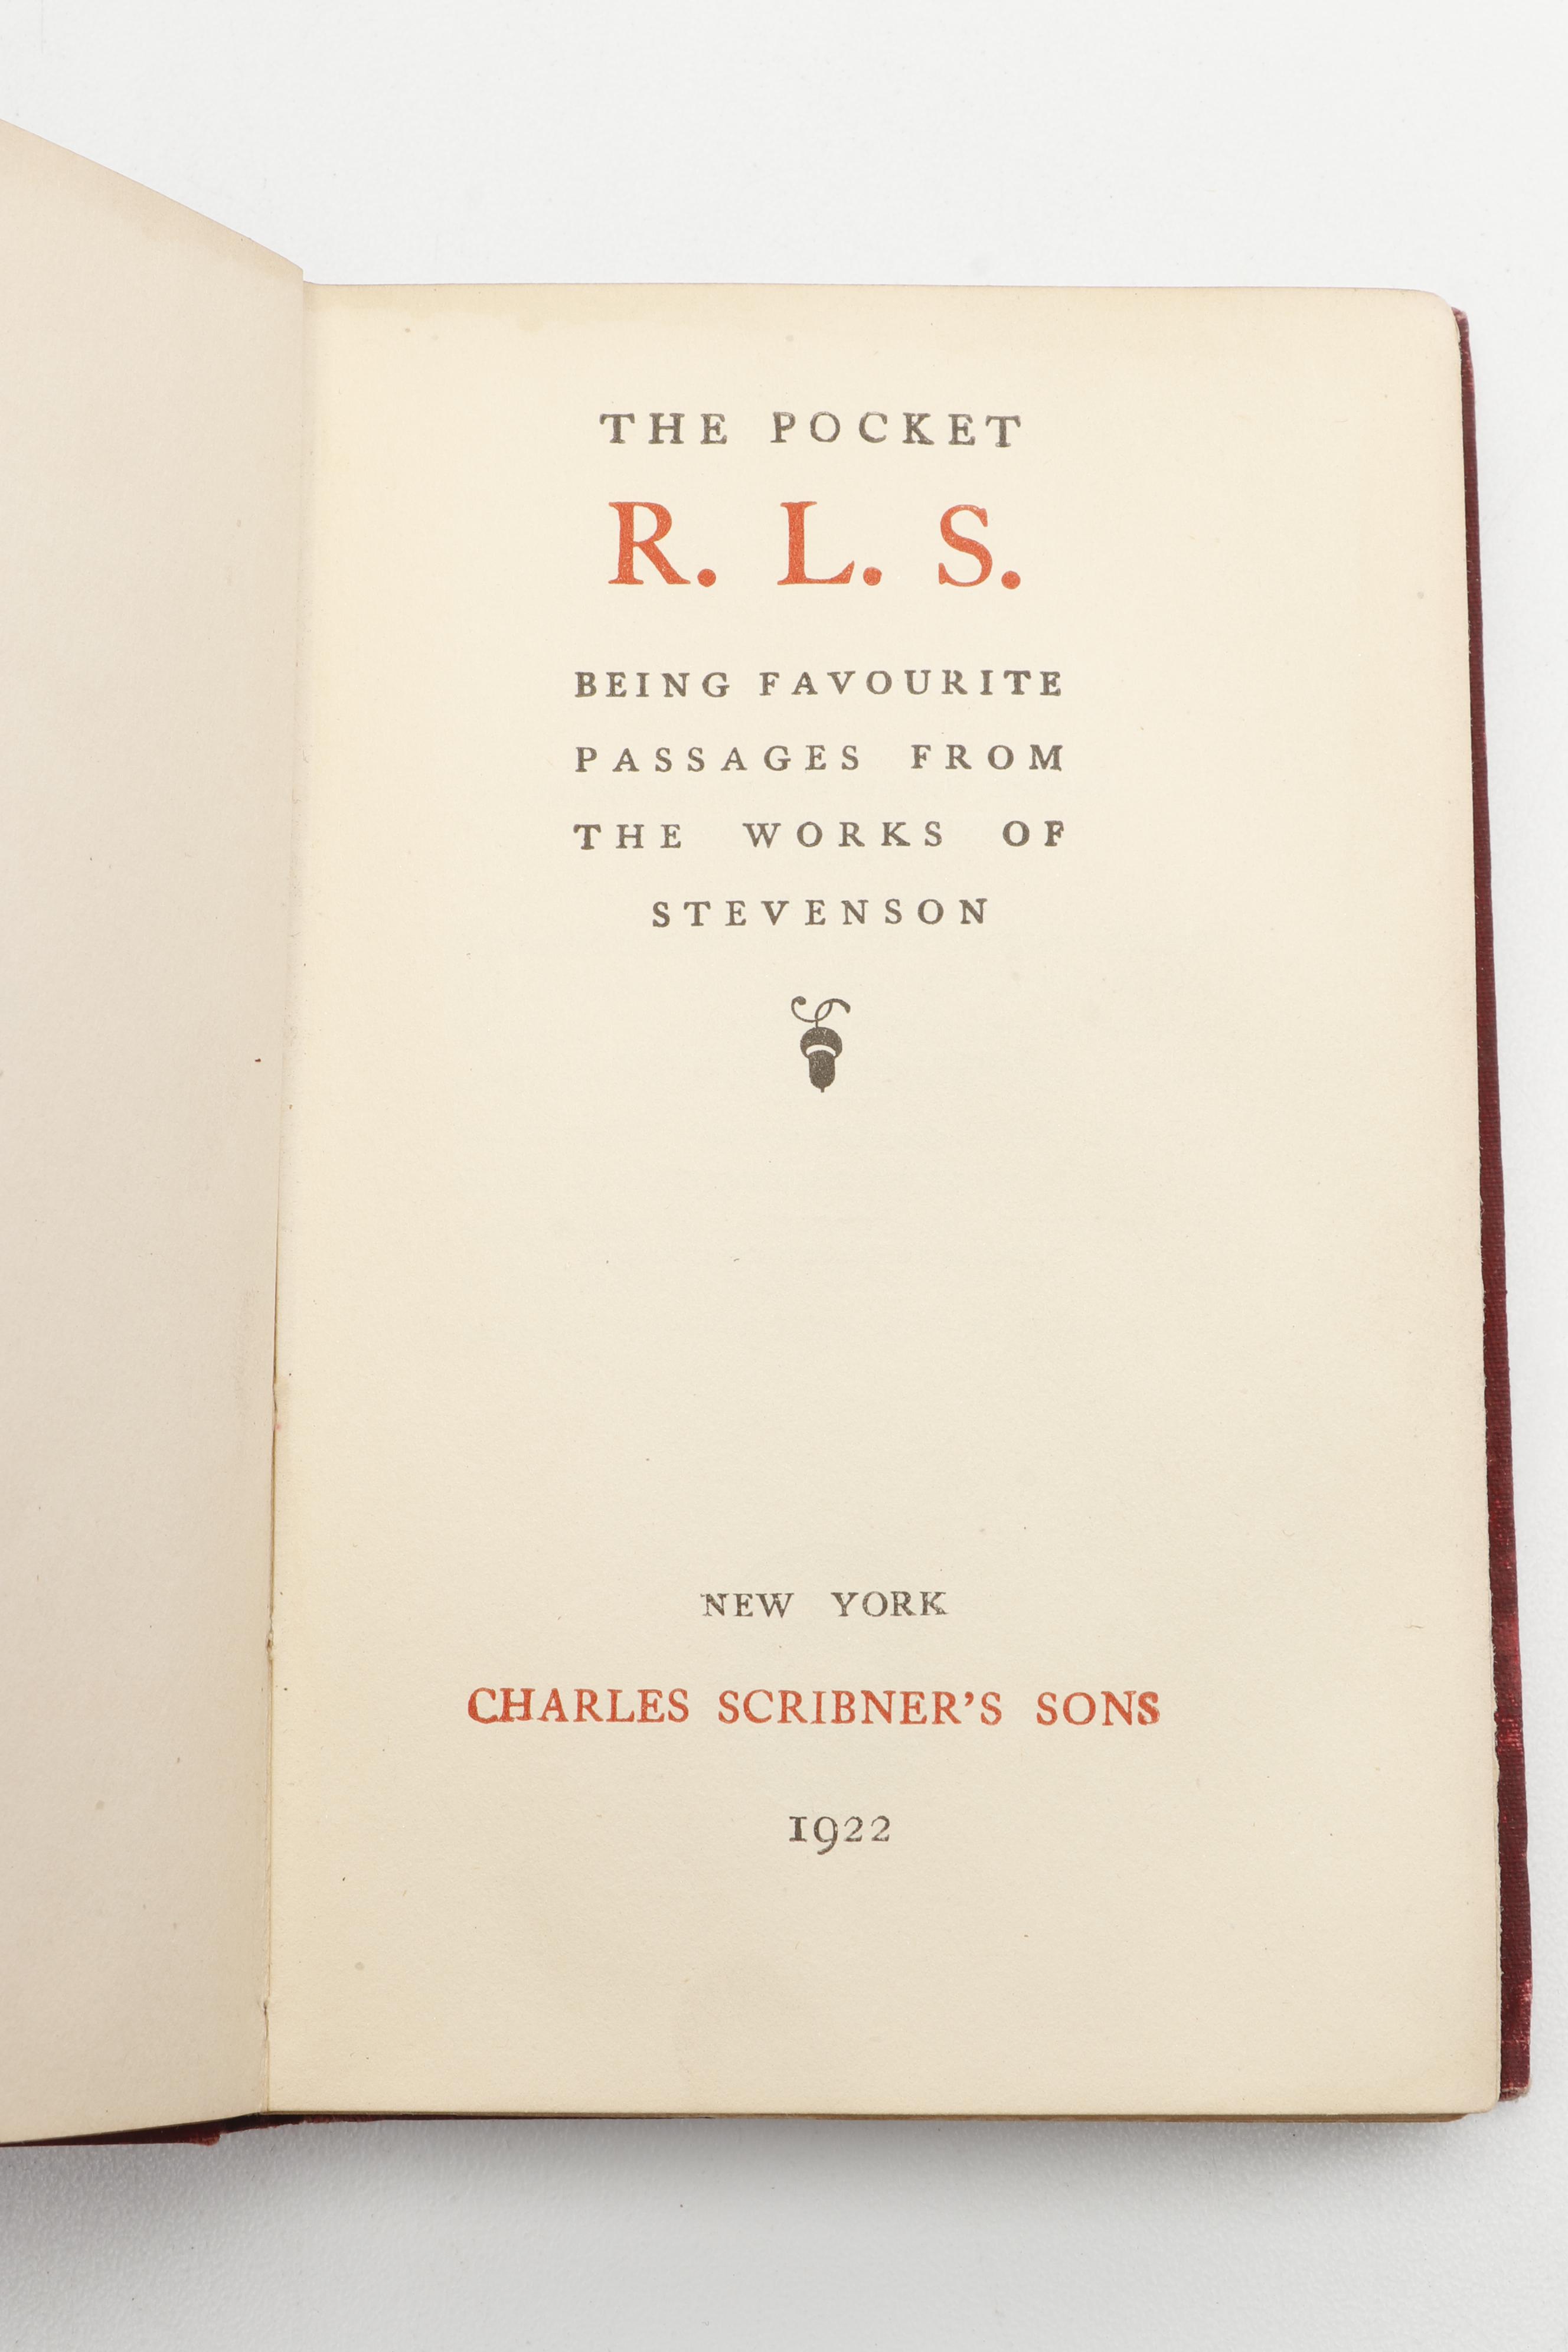 THE POCKET
R. L. S.
BEING FAVOURITE
PASSAGES FROM
THE WORKS OF
STEVENSON
NEW YORK
CHARLES SCRIBNER'S SONS
1922